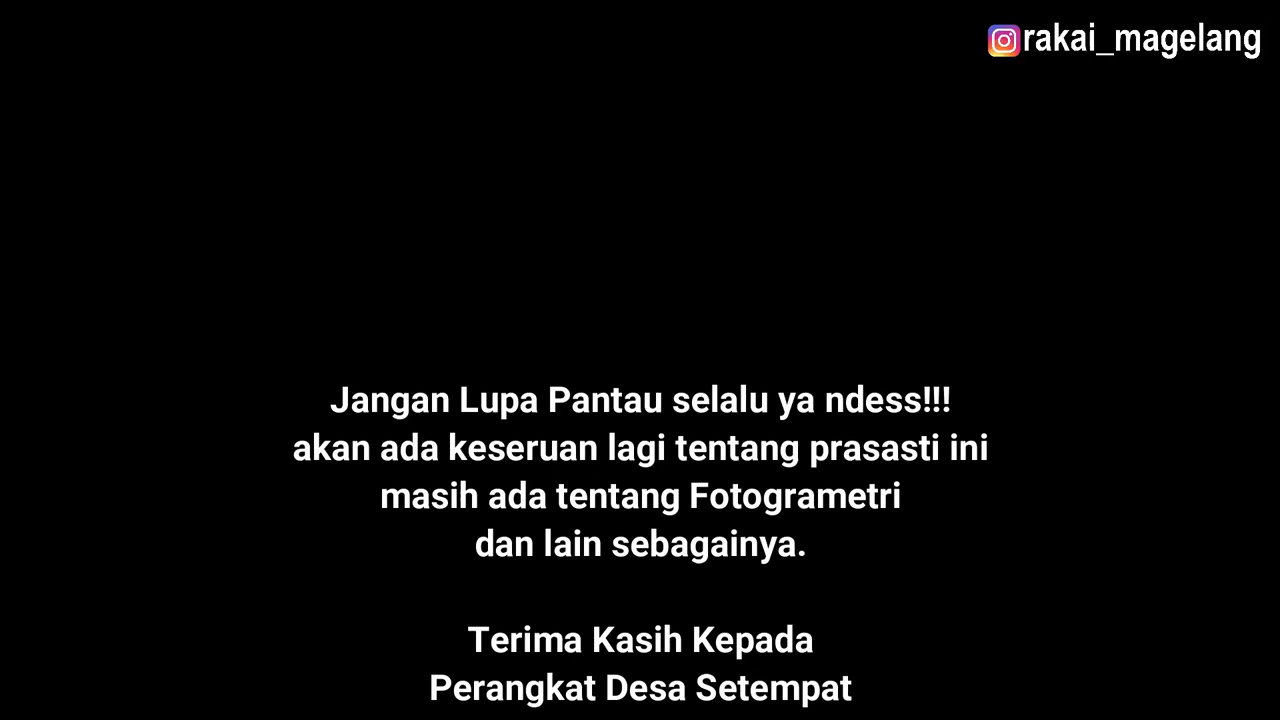 rakai_magelang
Jangan Lupa Pantau selalu ya ndess!!!
akan ada keseruan lagi tentang prasasti ini
masih ada tentang Fotogrametri
dan lain sebagainya.
Terima Kasih Kepada
Perangkat Desa Setempat